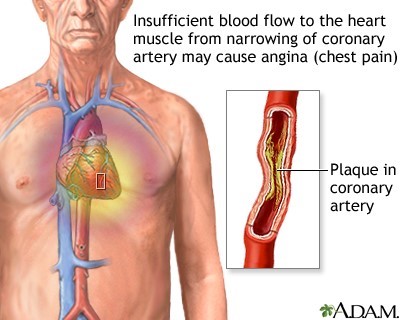 Insufficient blood flow to the heart
muscle from narrowing of coronary
artery may cause angina (chest pain)
Plaque in
coronary
artery
A.D.A.M.